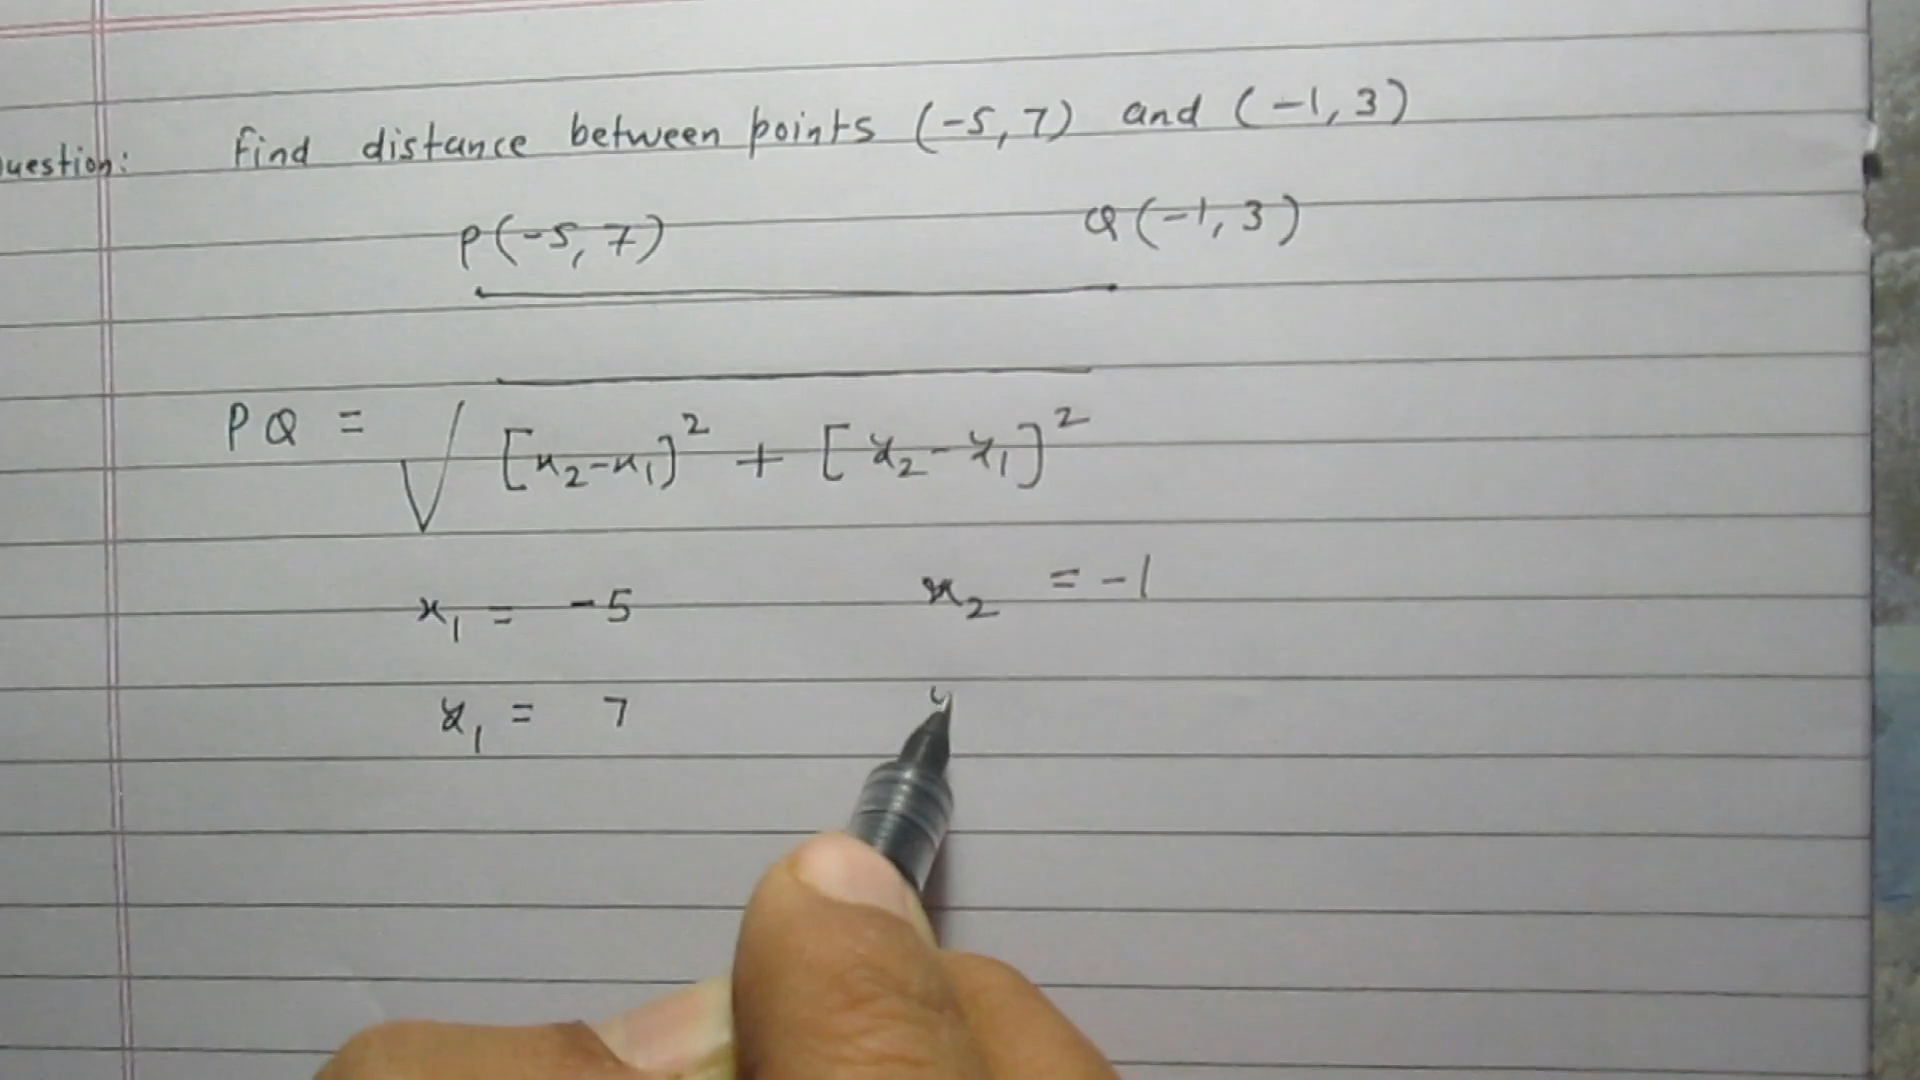 uestion: find distance between points (-5, 7) and (-1, 3)
P(-5, 7) Q(-1, 3)
PQ = √[x₂-x₁]² + [y₂-y₁]²
x₁ = -5 x₂ = -1
y₁ = 7 y